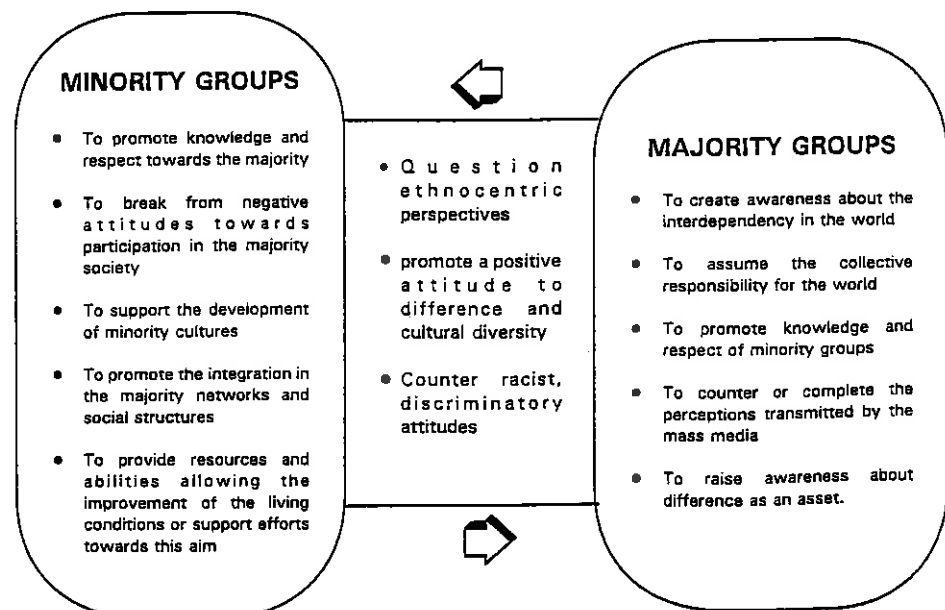 MINORITY GROUPS
• To promote knowledge and
respect towards the majority
• To break from negative
attitudes towards
participation in the majority
society
• To support the development
of minority cultures
• To promote the integration in
the majority networks and
social structures
• To provide resources and
abilities allowing the
improvement of the living
conditions or support efforts
towards this aim
• Question
ethnocentric
perspectives
• promote a positive
attitude to
difference and
cultural diversity
• Counter racist,
discriminatory
attitudes
MAJORITY GROUPS
• To create awareness about the
interdependency in the world
• To assume the collective
responsibility for the world
• To promote knowledge and
respect of minority groups
• To counter or complete the
perceptions transmitted by the
mass media
• To raise awareness about
difference as an asset.